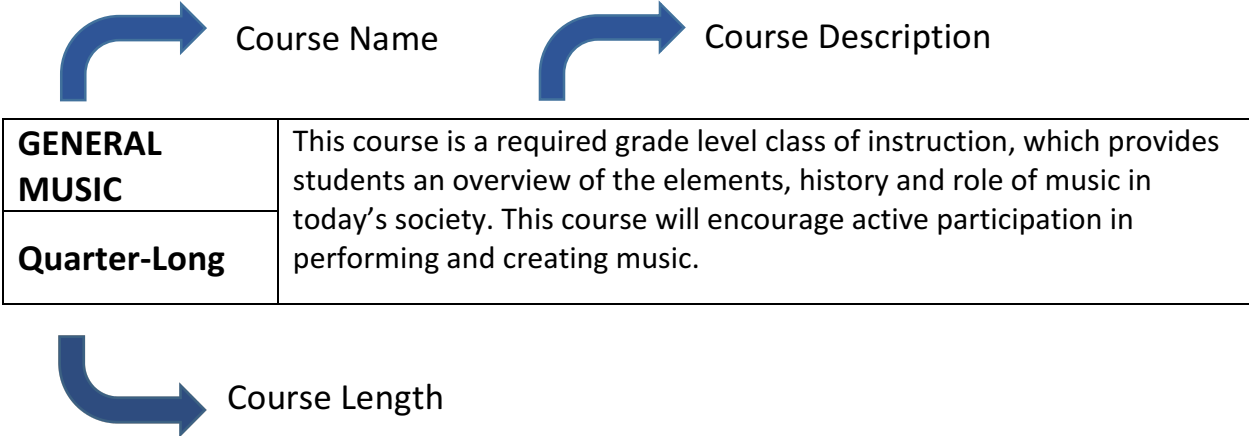 Course Name
Course Description
GENERAL
MUSIC
Quarter-Long
This course is a required grade level class of instruction, which provides
students an overview of the elements, history and role of music in
today’s society. This course will encourage active participation in
performing and creating music.
Course Length